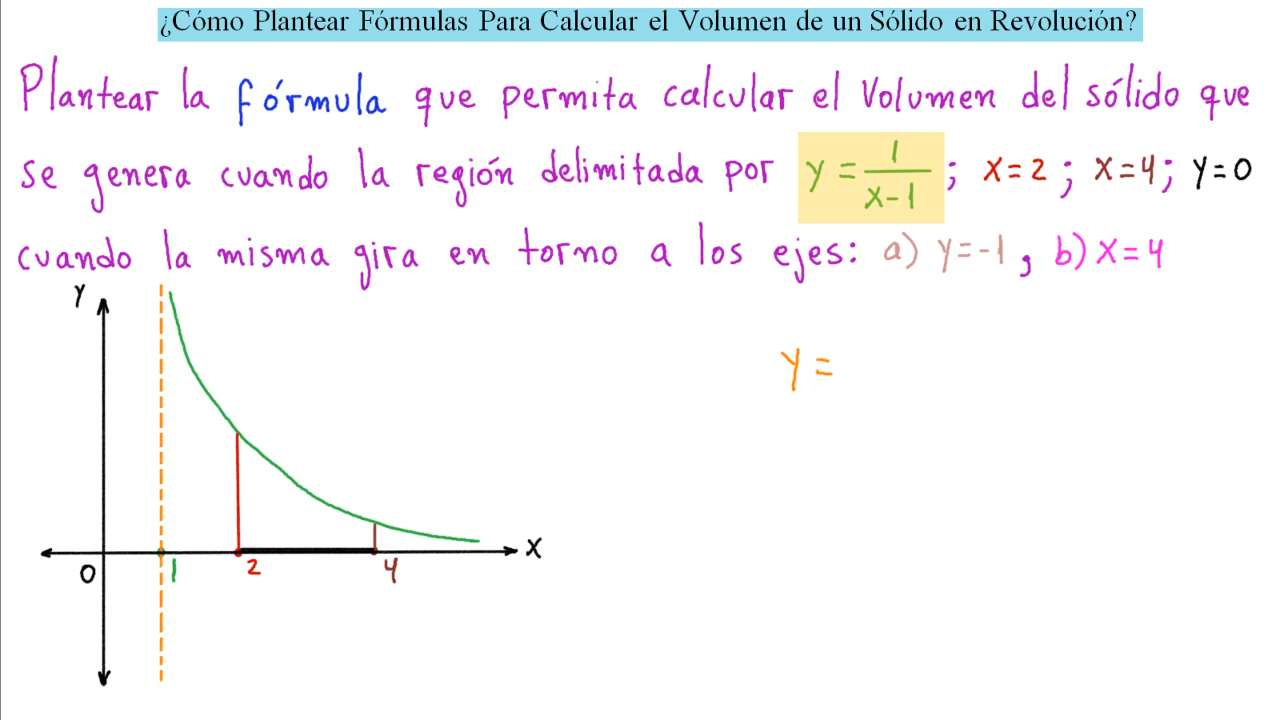 ¿Cómo Plantear Fórmulas Para Calcular el Volumen de un Sólido en Revolución?
Plantear la fórmula que permita calcular el Volumen del sólido que
se genera cuando la región delimitada por y = 1/(x-1) ; x=2 ; x=4; y=0
cuando la misma gira en torno a los ejes: a) y=-1, b) x=4
Y
y =
X
0
1
2
4